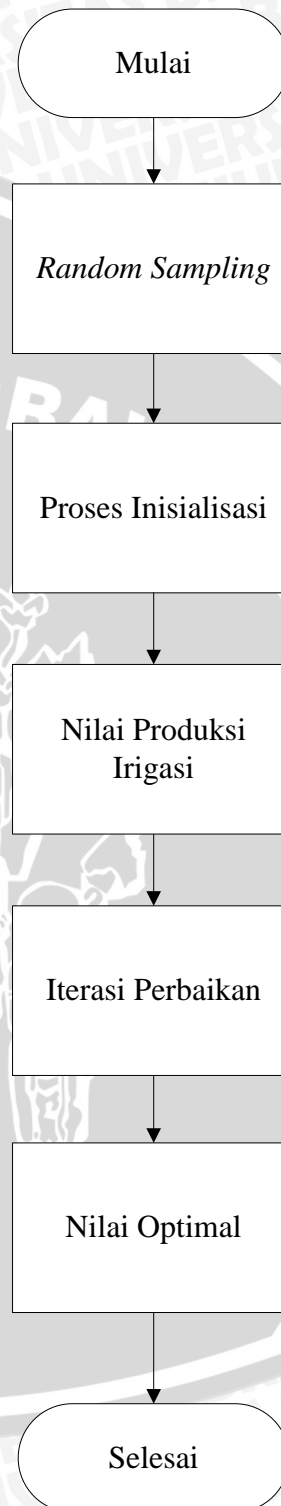 Mulai
Random Sampling
Proses Inisialisasi
Nilai Produksi
Irigasi
Iterasi Perbaikan
Nilai Optimal
Selesai